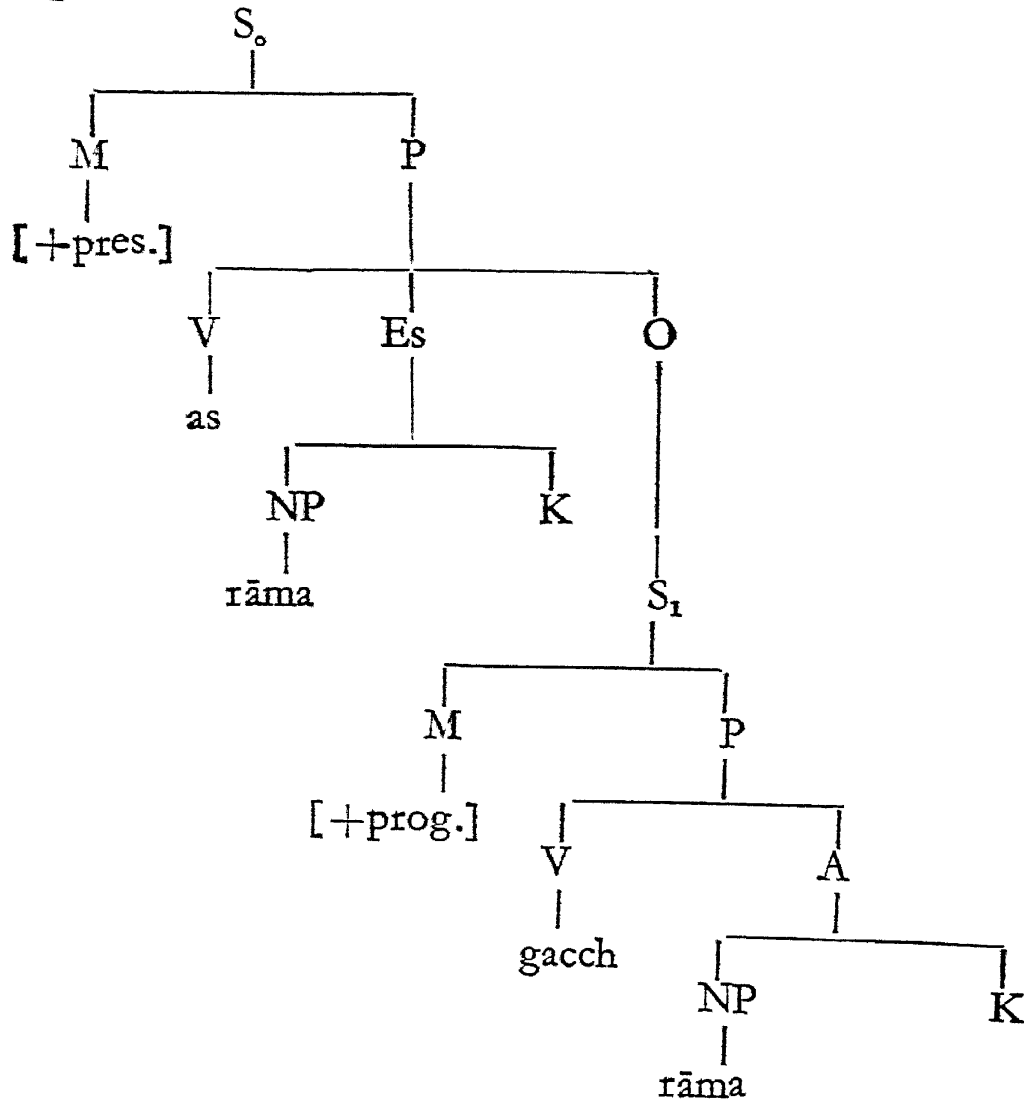 S₀
M P
[+pres.]
V Es O
as
NP K
rāma
S₁
M P
[+prog.]
V A
gacch
NP K
rāma